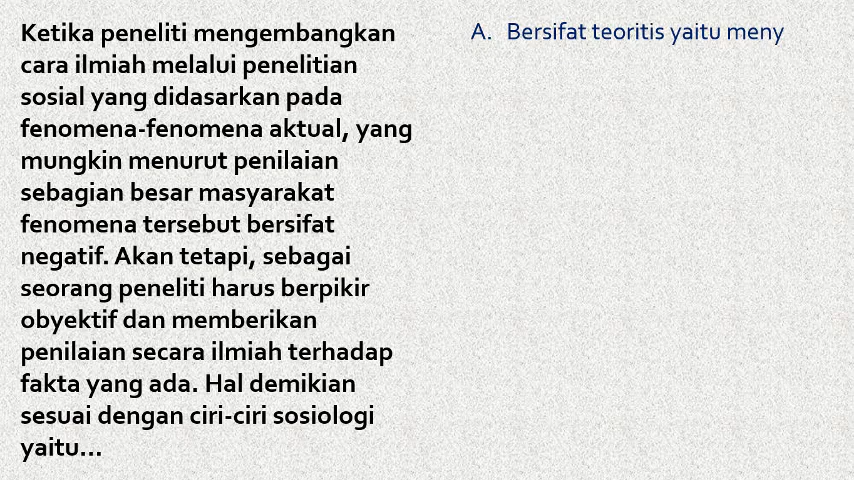 Ketika peneliti mengembangkan
cara ilmiah melalui penelitian
sosial yang didasarkan pada
fenomena-fenomena aktual, yang
mungkin menurut penilaian
sebagian besar masyarakat
fenomena tersebut bersifat
negatif. Akan tetapi, sebagai
seorang peneliti harus berpikir
obyektif dan memberikan
penilaian secara ilmiah terhadap
fakta yang ada. Hal demikian
sesuai dengan ciri-ciri sosiologi
yaitu...
A. Bersifat teoritis yaitu meny